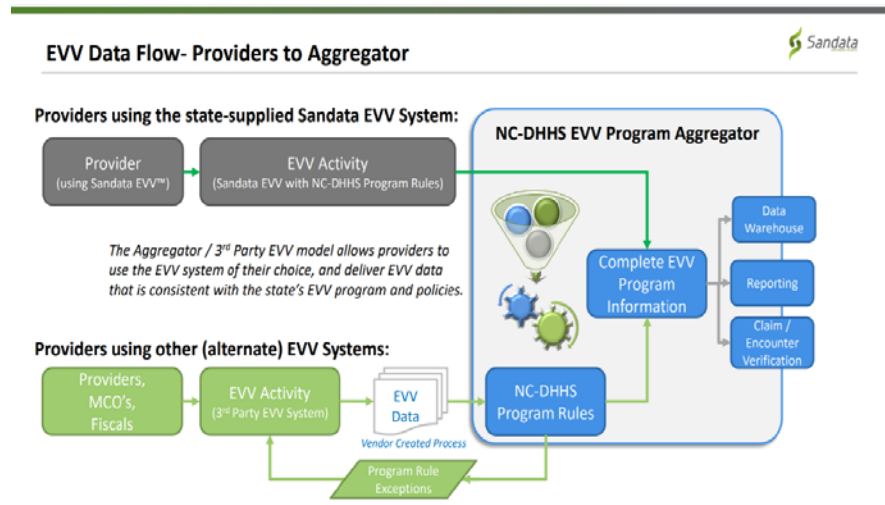 EVV Data Flow- Providers to Aggregator
Sandata
Providers using the state-supplied Sandata EVV System:
NC-DHHS EVV Program Aggregator
Provider
(using Sandata EVV™)
EVV Activity
(Sandata EVV with NC-DHHS Program Rules)
The Aggregator / 3rd Party EVV model allows providers to
use the EVV system of their choice, and deliver EVV data
that is consistent with the state's EVV program and policies.
Complete EVV
Program
Information
Data
Warehouse
Reporting
Claim /
Encounter
Verification
Providers using other (alternate) EVV Systems:
Providers,
MCO's,
Fiscals
EVV Activity
(3rd Party EVV System)
EVV
Data
Vendor Created Process
NC-DHHS
Program Rules
Program Rule
Exceptions